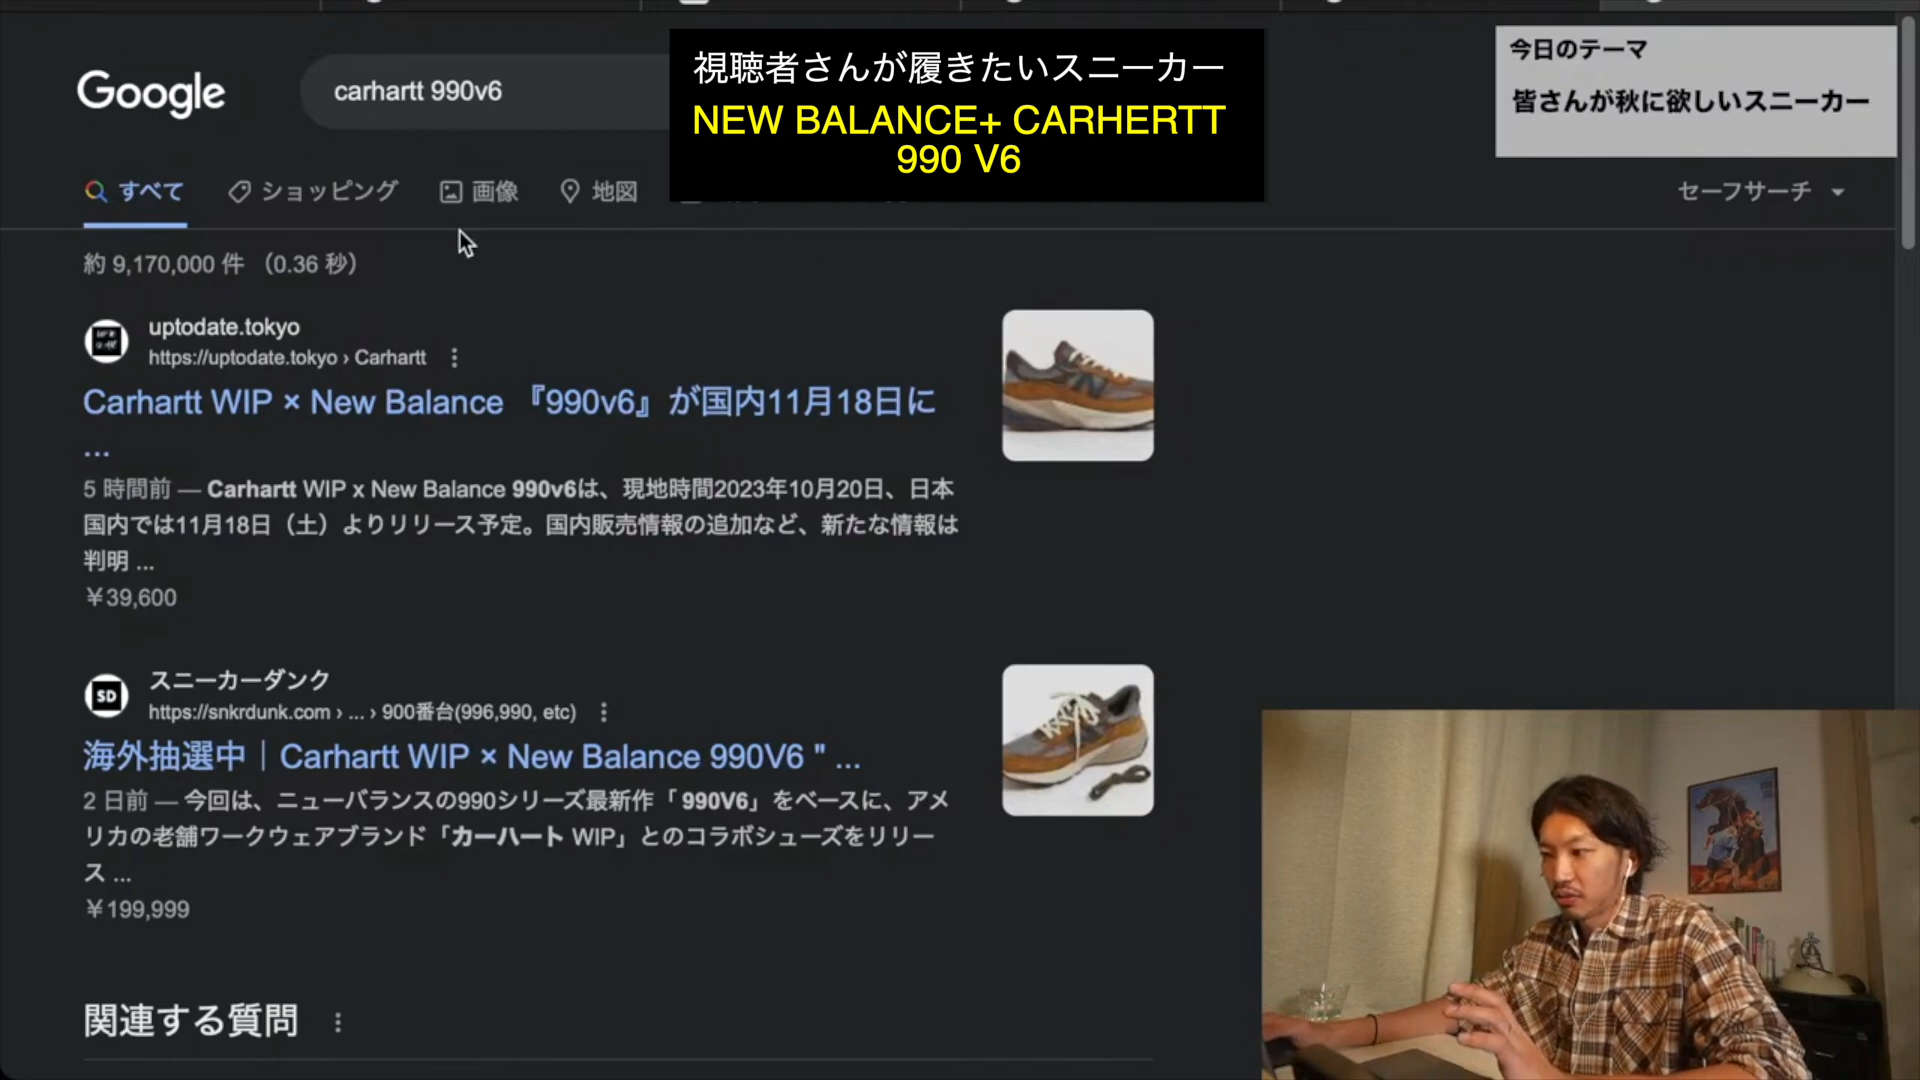 Google
carhartt 990v6
視聴者さんが履きたいスニーカー
NEW BALANCE+ CARHERTT
990 V6
今日のテーマ
皆さんが秋に欲しいスニーカー
すべて
ショッピング
画像
地図
セーフサーチ
約 9,170,000 件 （0.36 秒）
uptodate.tokyo
https://uptodate.tokyo › Carhartt
Carhartt WIP × New Balance 『990v6』が国内11月18日に
...
5 時間前 — Carhartt WIP x New Balance 990v6は、現地時間2023年10月20日、日本
国内では11月18日（土）よりリリース予定。国内販売情報の追加など、新たな情報は
判明 ...
￥39,600
SD
スニーカーダンク
https://snkrdunk.com › ... › 900番台(996,990, etc)
海外抽選中｜Carhartt WIP × New Balance 990V6 " ...
2 日前 — 今回は、ニューバランスの990シリーズ最新作「 990V6」をベースに、アメ
リカの老舗ワークウェアブランド「カーハート WIP」とのコラボシューズをリリー
ス ...
￥199,999
関連する質問